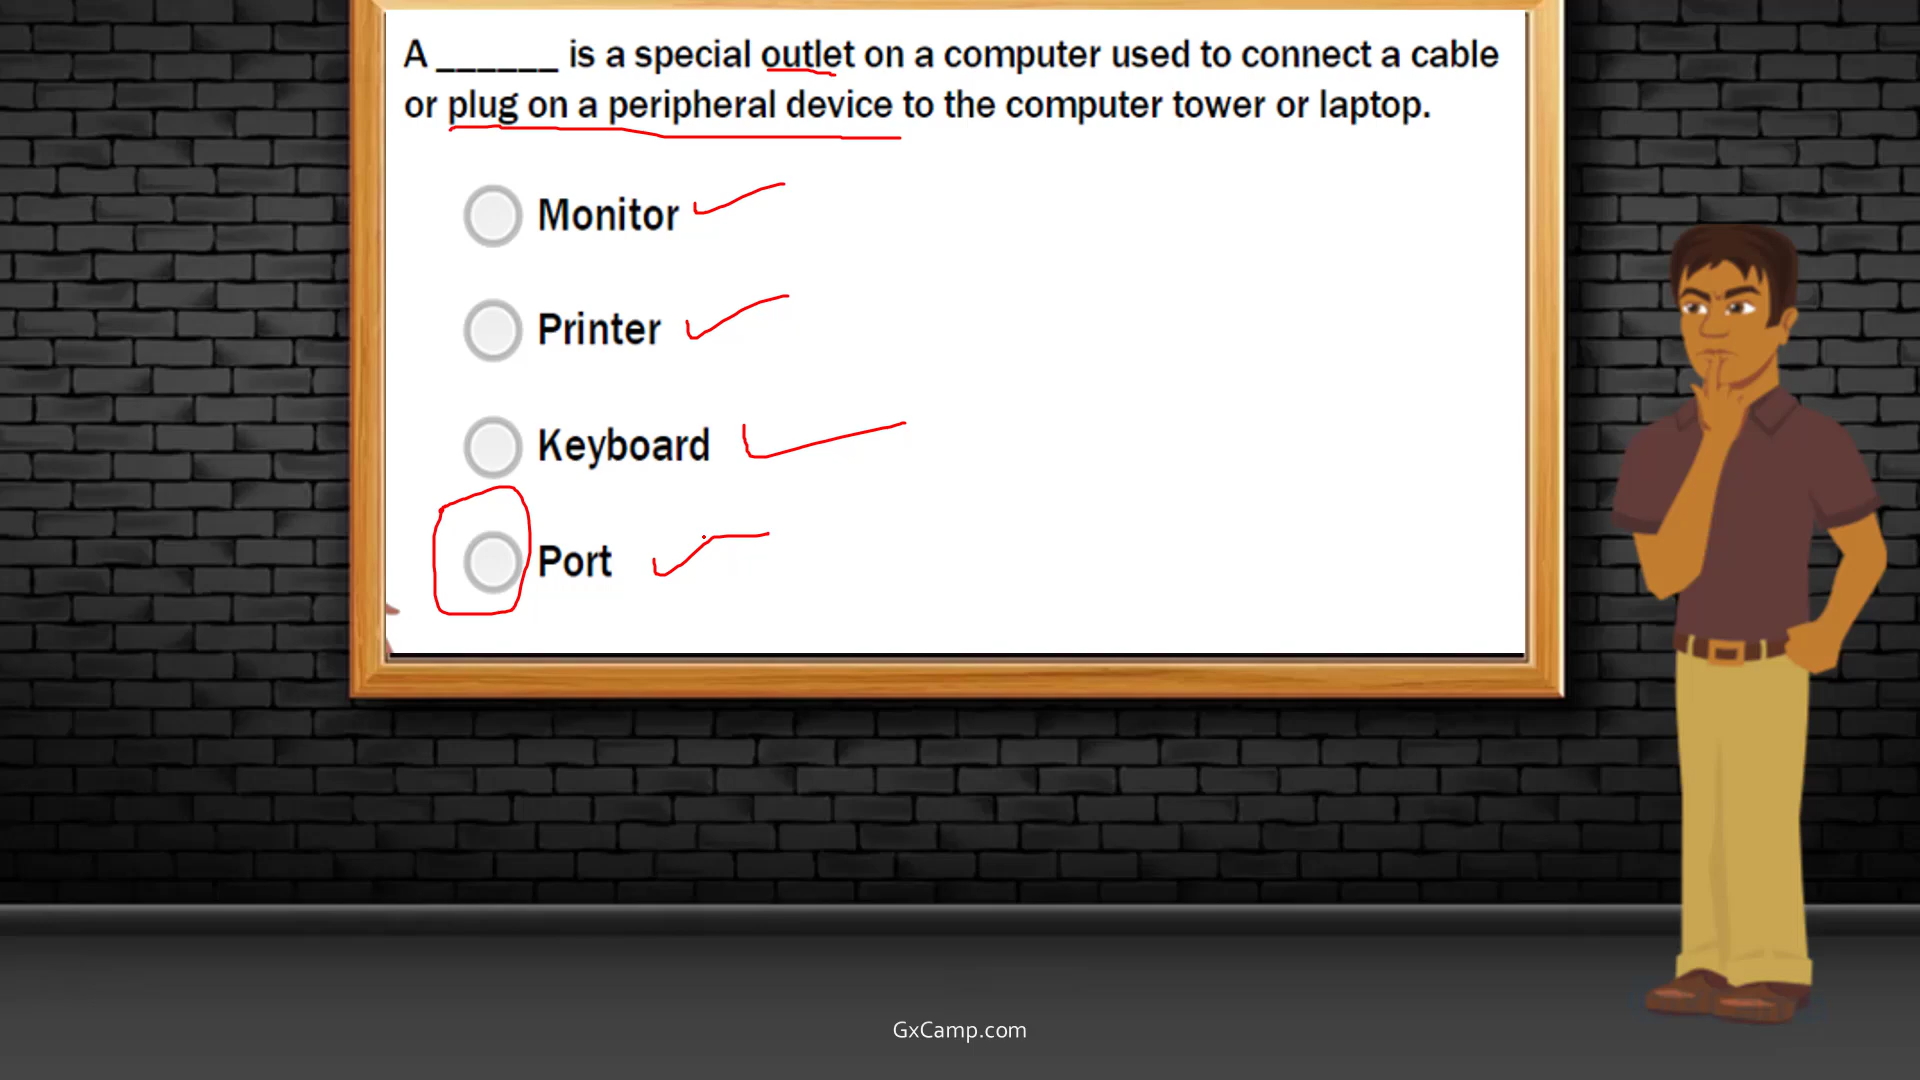 A ______ is a special outlet on a computer used to connect a cable
or plug on a peripheral device to the computer tower or laptop.
Monitor
Printer
Keyboard
Port
GxCamp.com